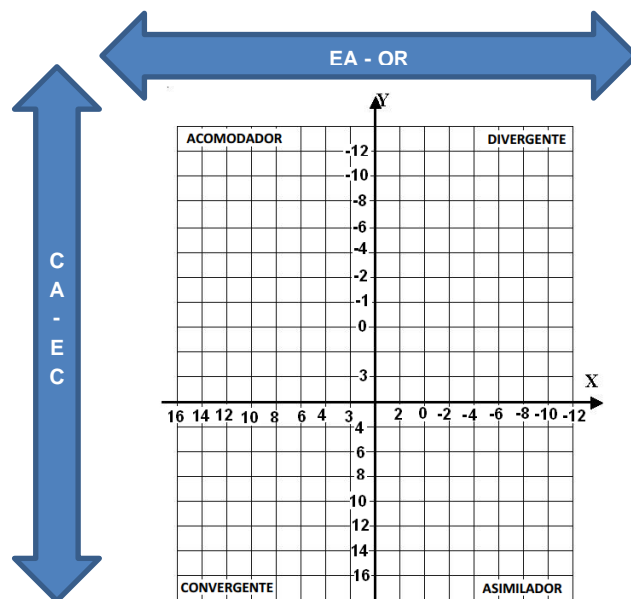 EA - OR
Y
ACOMODADOR
DIVERGENTE
-12
-10
-8
-6
-4
-2
-1
0
3
X
16 14 12 10 8 6 4 3 2 0 -2 -4 -6 -8 -10 -12
4
6
8
10
12
14
16
CONVERGENTE
ASIMILADOR
C
A
-
E
C